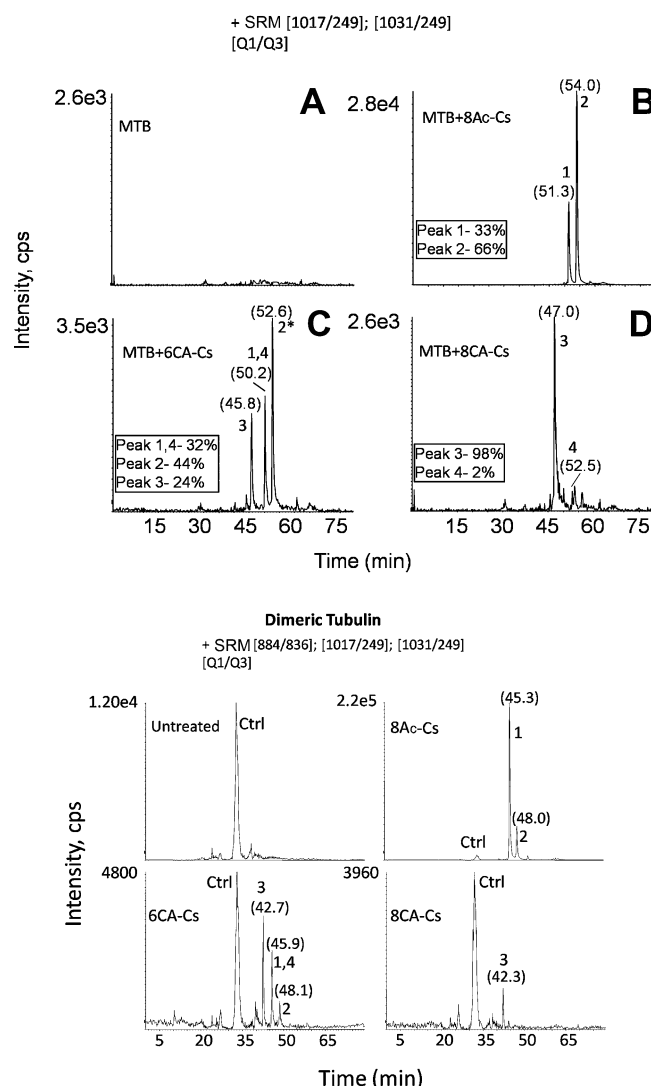 + SRM [1017/249]; [1031/249]
[Q1/Q3]
2.6e3
A
MTB
2.8e4
(54.0)
B
2
MTB+8Ac-Cs
1
(51.3)
Peak 1- 33%
Peak 2- 66%
Intensity, cps
3.5e3
(52.6)
C
2*
MTB+6CA-Cs
1,4
(50.2)
(45.8)
3
Peak 1,4- 32%
Peak 2- 44%
Peak 3- 24%
2.6e3
(47.0)
D
MTB+8CA-Cs
3
Peak 3- 98%
Peak 4- 2%
4
(52.5)
15 30 45 60 75
15 30 45 60 75
Time (min)
Dimeric Tubulin
+ SRM [884/836]; [1017/249]; [1031/249]
[Q1/Q3]
1.20e4
Untreated
Ctrl
2.2e5
(45.3)
8Ac-Cs
1
(48.0)
2
Ctrl
Intensity, cps
4800
Ctrl
6CA-Cs
3
(42.7)
(45.9)
1,4
(48.1)
2
3960
Ctrl
8CA-Cs
3
(42.3)
5 20 35 50 65
5 20 35 50 65
Time (min)